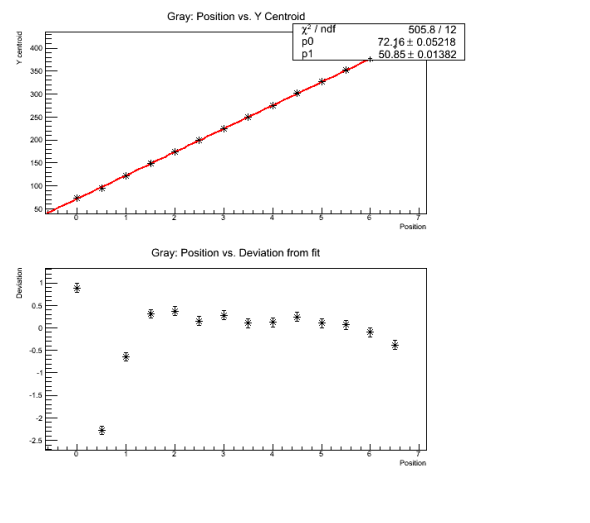 Gray: Position vs. Y Centroid
χ² / ndf 505.8 / 12
p0 72.16 ± 0.05218
p1 50.85 ± 0.01382
Y centroid
400
350
300
250
200
150
100
50
0 1 2 3 4 5 6 7
Position
Gray: Position vs. Deviation from fit
Deviation
1
0.5
0
-0.5
-1
-1.5
-2
-2.5
0 1 2 3 4 5 6 7
Position